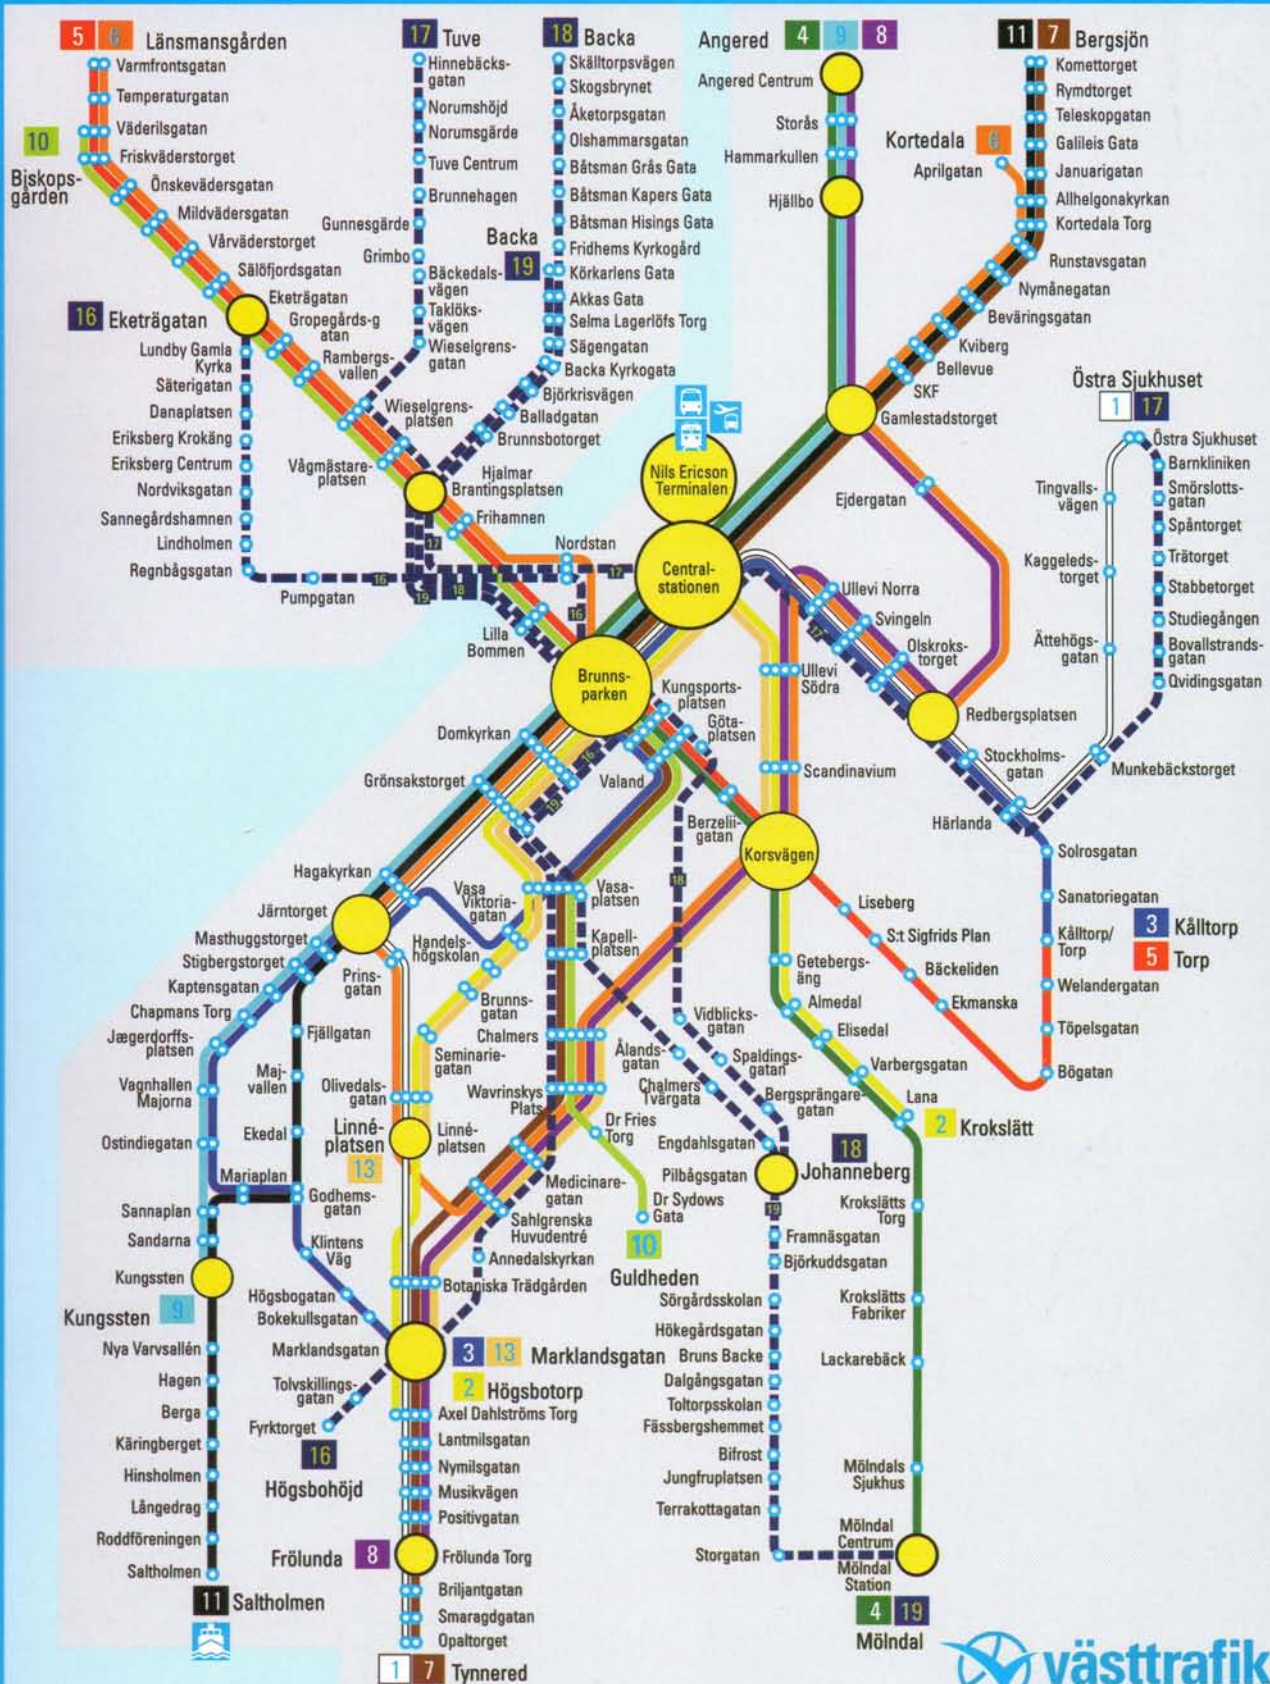 5 6 Länsmansgården
Varmfrontsgatan
Temperaturgatan
Väderilsgatan
10
Friskväderstorget
Bjskops-
gården
Önskevädersgatan
Mildvädersgatan
Vårväderstorget
Sälöfjordsgatan
Eketrägatan
16 Eketrägatan
Gropegårds-g
atan
Rambergs-
vallen
Wieselgrens-
platsen
Vågmästare-
platsen
Hjalmar
Brantingsplatsen
Frihamnen
Nordstan
Lundby Gamla
Kyrka
Säterigatan
Danaplatsen
Eriksberg Krokäng
Eriksberg Centrum
Nordviksgatan
Sannegårdshamnen
Lindholmen
Regnbågsgatan
Pumpgatan
16
17
19
18
17
16
Lilla
Bommen
17 Tuve
Hinnebäcks-
gatan
Norumshöjd
Norumsgärde
Tuve Centrum
Brunnehagen
Gunnesgärde
Grimbo
Bäckedals-
vägen
Taklöks-
vägen
Wieselgrens-
gatan
18 Backa
Skälltorpsvägen
Skogsbrynet
Åketorpsgatan
Olshammarsgatan
Båtsman Grås Gata
Båtsman Kapers Gata
Båtsman Hisings Gata
Fridhems Kyrkogård
Backa
19
Körkarlens Gata
Akkas Gata
Selma Lagerlöfs Torg
Sägengatan
Backa Kyrkogata
Björkrisvägen
Balladgatan
Brunnsbotorget
Angered 4 9 8
Angered Centrum
Storås
Hammarkullen
Hjällbo
11 7 Bergsjön
Komettorget
Rymdtorget
Teleskopgatan
Galileis Gata
Januarigatan
Allhelgonakyrkan
Kortedala Torg
Kortedala 6
Aprilgatan
Runstavsgatan
Nymånegatan
Beväringsgatan
Kviberg
Bellevue
SKF
Gamlestadstorget
Ejdergatan
Nils Ericson
Terminalen
Central-
stationen
Brunns-
parken
Östra Sjukhuset
1 17
Östra Sjukhuset
Barnkliniken
Smörslotts-
gatan
Spåntorget
Trätorget
Stabbetorget
Studiegången
Bovallstrands-
gatan
Qvidingsgatan
Tingvalls-
vägen
Kaggeleds-
torget
Ättehögs-
gatan
Munkebäckstorget
Ullevi Norra
Svingeln
Olskroks-
torget
17
Redbergsplatsen
Stockholms-
gatan
Härlanda
Solrosgatan
Sanatoriegatan
Kålltorp/
Torp
3 Kålltorp
5 Torp
Welandergatan
Töpelsgatan
Bögatan
Ullevi
Södra
Scandinavium
Kungsports-
platsen
Göta-
platsen
Valand
Berzelii-
gatan
Korsvägen
Liseberg
S:t Sigfrids Plan
Bäckeliden
Ekmanska
Domkyrkan
Grönsakstorget
16
19
18
Hagakyrkan
Järntorget
Vasa
Viktoria-
gatan
Handels-
högskolan
Vasa-
platsen
Kapell-
platsen
Masthuggstorget
Stigbergstorget
Kaptensgatan
Chapmans Torg
Jægerdorffs-
platsen
Vagnhallen
Majorna
Ostindiegatan
Mariaplan
Sannaplan
Sandarna
Kungssten
Kungssten 9
Prins-
gatan
Fjällgatan
Maj-
vallen
Ekedal
Godhems-
gatan
Klintens
Väg
Högsbogatan
Bokekullsgatan
Marklandsgatan
Brunns-
gatan
Seminarie-
gatan
Olivedals-
gatan
Linné-
platsen
13
Linné-
platsen
Chalmers
Wavrinskys
Plats
Dr Fries
Torg
Medicinare-
gatan
Sahlgrenska
Huvudentré
Annedalskyrkan
Botaniska Trädgården
Dr Sydows
Gata
10
Guldheden
Getebergs-
äng
Almedal
Elisedal
Varbergsgatan
Lana
2 Krokslätt
Vidblicks-
gatan
Spaldings-
gatan
Bergsprängare-
gatan
Ålands-
gatan
Chalmers
Tvärgata
Engdahlsgatan
18
Johanneberg
Pilbågsgatan
19
Framnäsgatan
Björkuddsgatan
Sörgårdsskolan
Hökegårdsgatan
Bruns Backe
Dalgångsgatan
Toltorpsskolan
Fässbergshemmet
Bifrost
Jungfruplatsen
Terrakottagatan
Storgatan
Krokslätts
Torg
Krokslätts
Fabriker
Lackarebäck
Mölndals
Sjukhus
Mölndal
Centrum
Mölndal
Station
4 19
Mölndal
3 13 Marklandsgatan
2 Högsbotorp
Tolvskillings-
gatan
Fyrktorget
16
Högsbohöjd
Axel Dahlströms Torg
Lantmilsgatan
Nymilsgatan
Musikvägen
Positivgatan
Frölunda 8
Frölunda Torg
Briljantgatan
Smaragdgatan
Opaltorget
1 7 Tynnered
Nya Varvsallén
Hagen
Berga
Käringberget
Hinsholmen
Långedrag
Roddföreningen
Saltholmen
11 Saltholmen
västtrafik